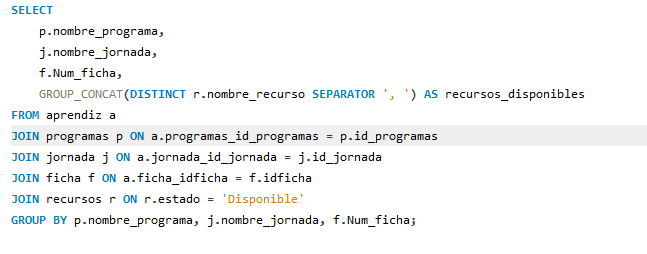 SELECT
    p.nombre_programa,
    j.nombre_jornada,
    f.Num_ficha,
    GROUP_CONCAT(DISTINCT r.nombre_recurso SEPARATOR ', ') AS recursos_disponibles
FROM aprendiz a
JOIN programas p ON a.programas_id_programas = p.id_programas
JOIN jornada j ON a.jornada_id_jornada = j.id_jornada
JOIN ficha f ON a.ficha_idficha = f.idficha
JOIN recursos r ON r.estado = 'Disponible'
GROUP BY p.nombre_programa, j.nombre_jornada, f.Num_ficha;